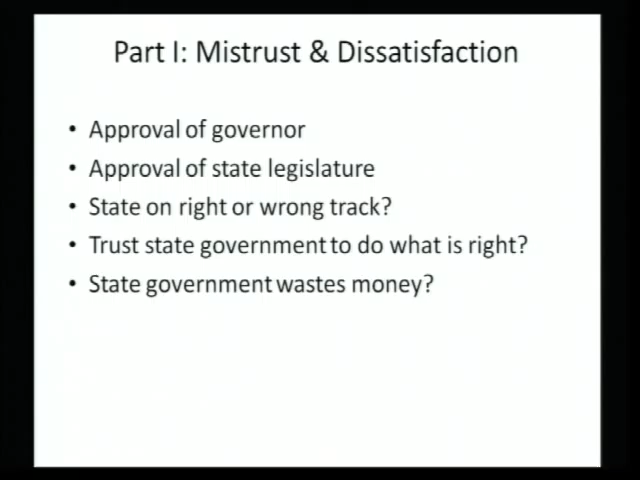 Part I: Mistrust & Dissatisfaction
• Approval of governor
• Approval of state legislature
• State on right or wrong track?
• Trust state government to do what is right?
• State government wastes money?